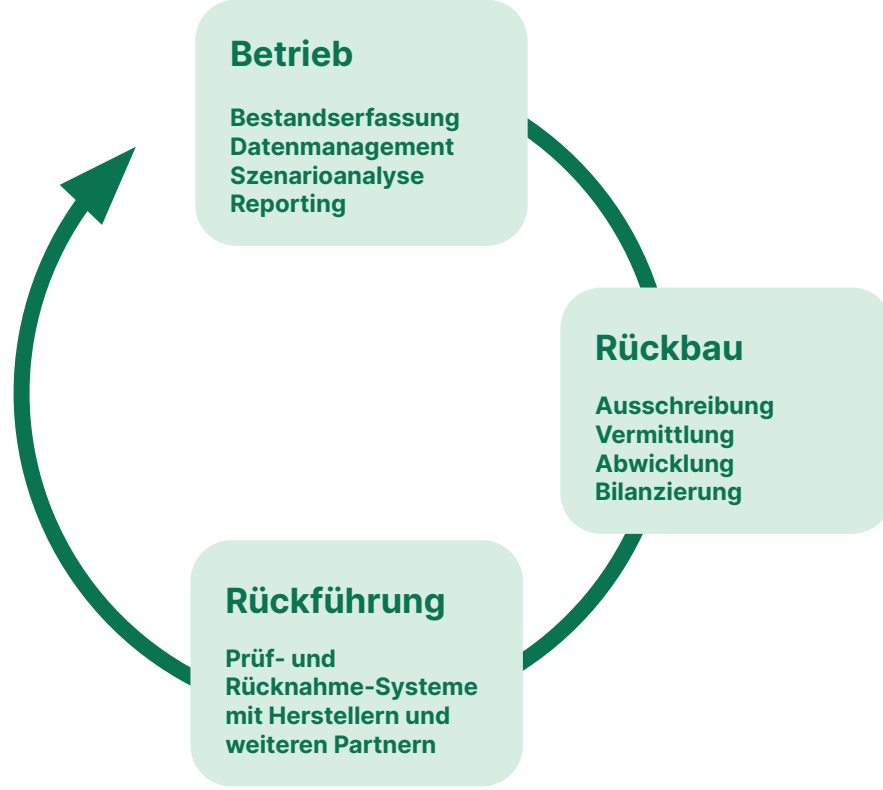 Betrieb
Bestandserfassung
Datenmanagement
Szenarioanalyse
Reporting
Rückbau
Ausschreibung
Vermittlung
Abwicklung
Bilanzierung
Rückführung
Prüf- und
Rücknahme-Systeme
mit Herstellern und
weiteren Partnern